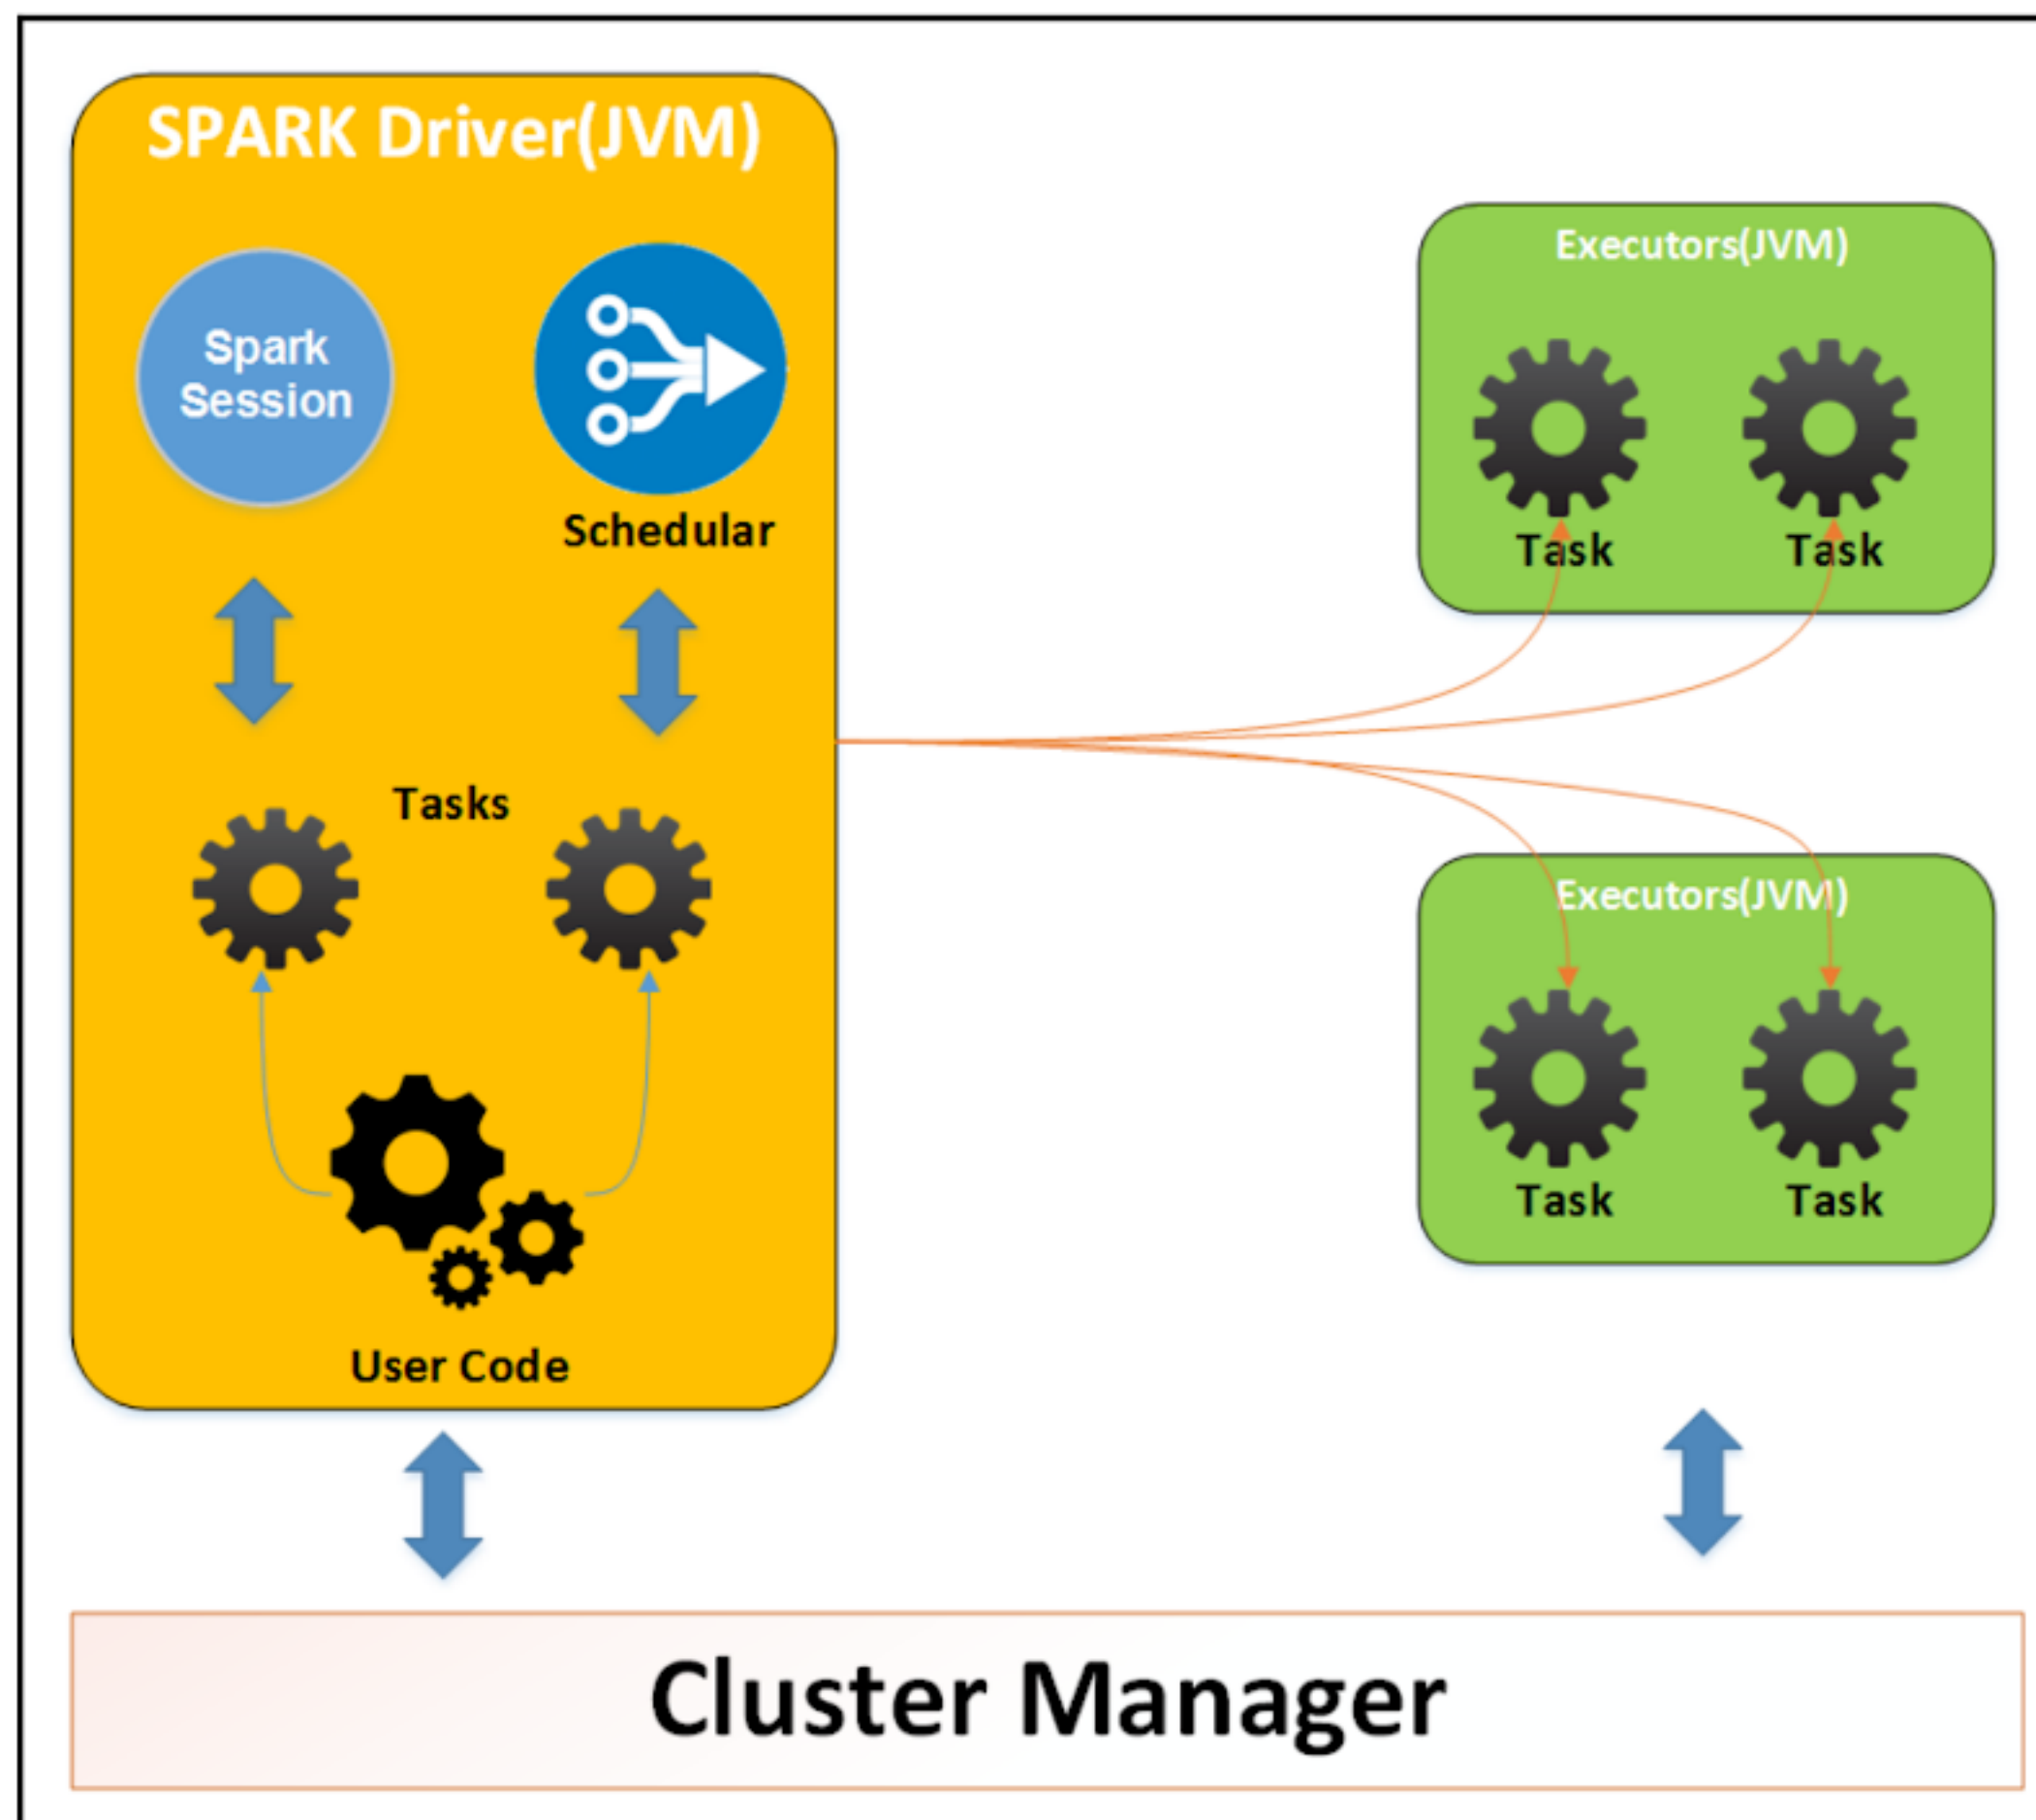 SPARK Driver(JVM)
Spark
Session
Schedular
Tasks
User Code
Executors(JVM)
Task
Task
Executors(JVM)
Task
Task
Cluster Manager